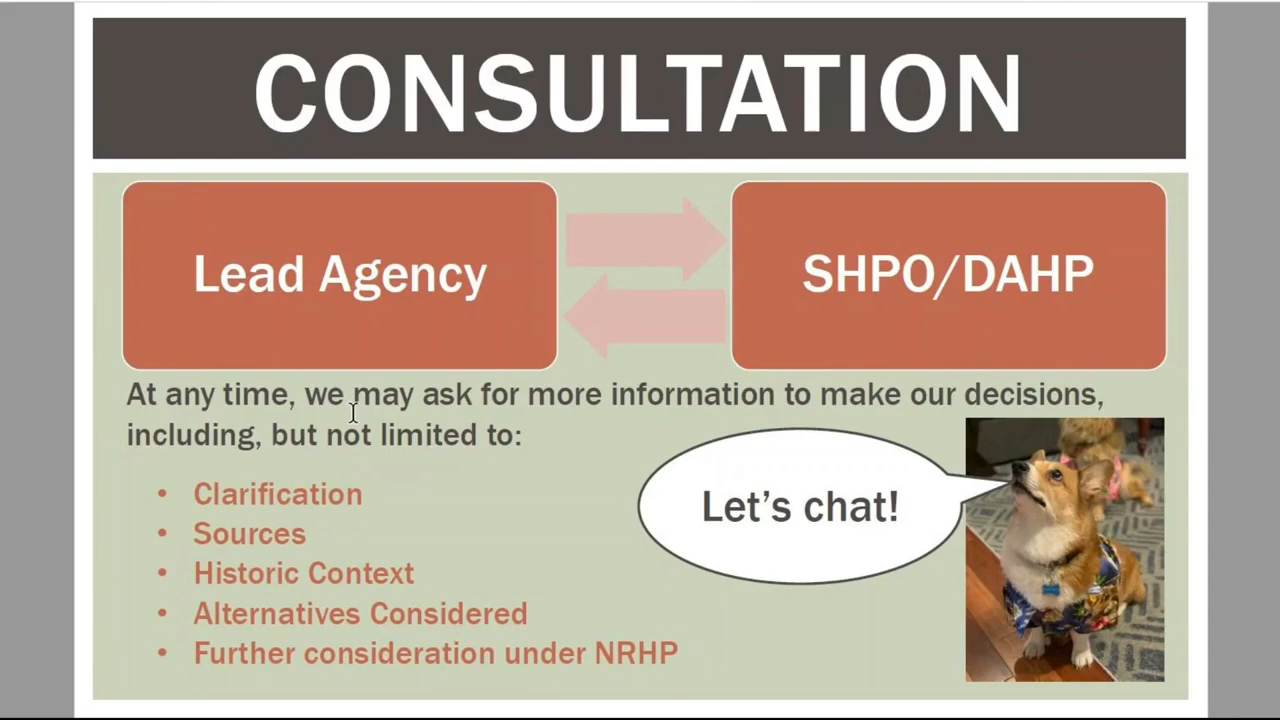 CONSULTATION
Lead Agency
SHPO/DAHP
At any time, we may ask for more information to make our decisions,
including, but not limited to:
• Clarification
• Sources
• Historic Context
• Alternatives Considered
• Further consideration under NRHP
Let's chat!